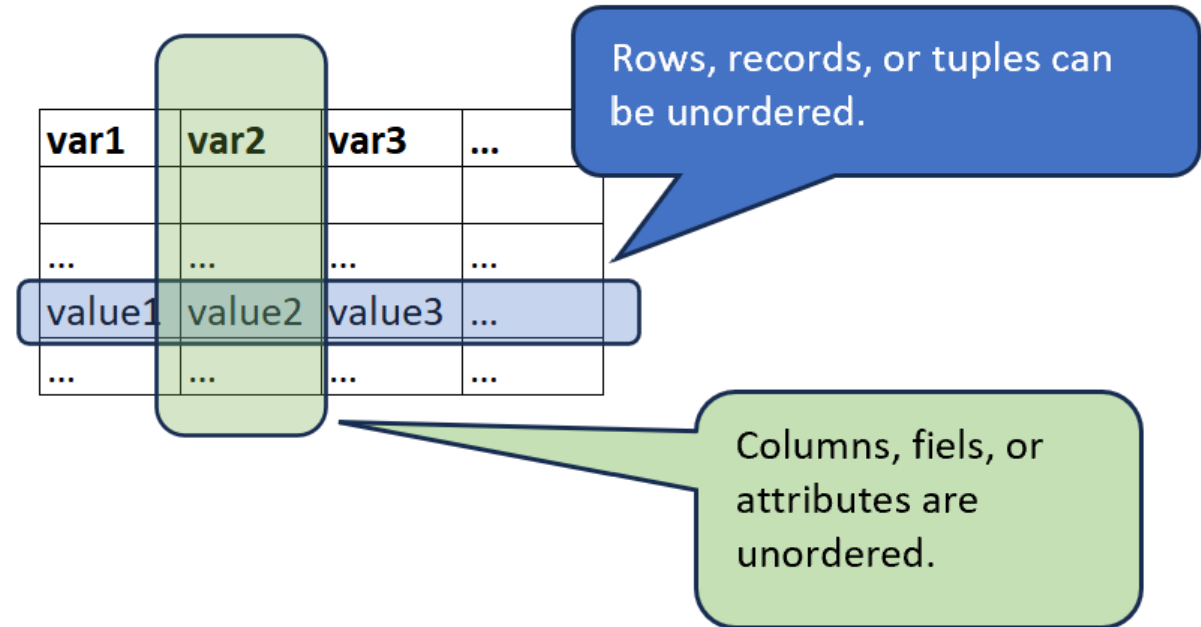 Rows, records, or tuples can
be unordered.
var1 var2 var3 ...
... ... ... ...
value1 value2 value3 ...
... ... ... ...
Columns, fiels, or
attributes are
unordered.